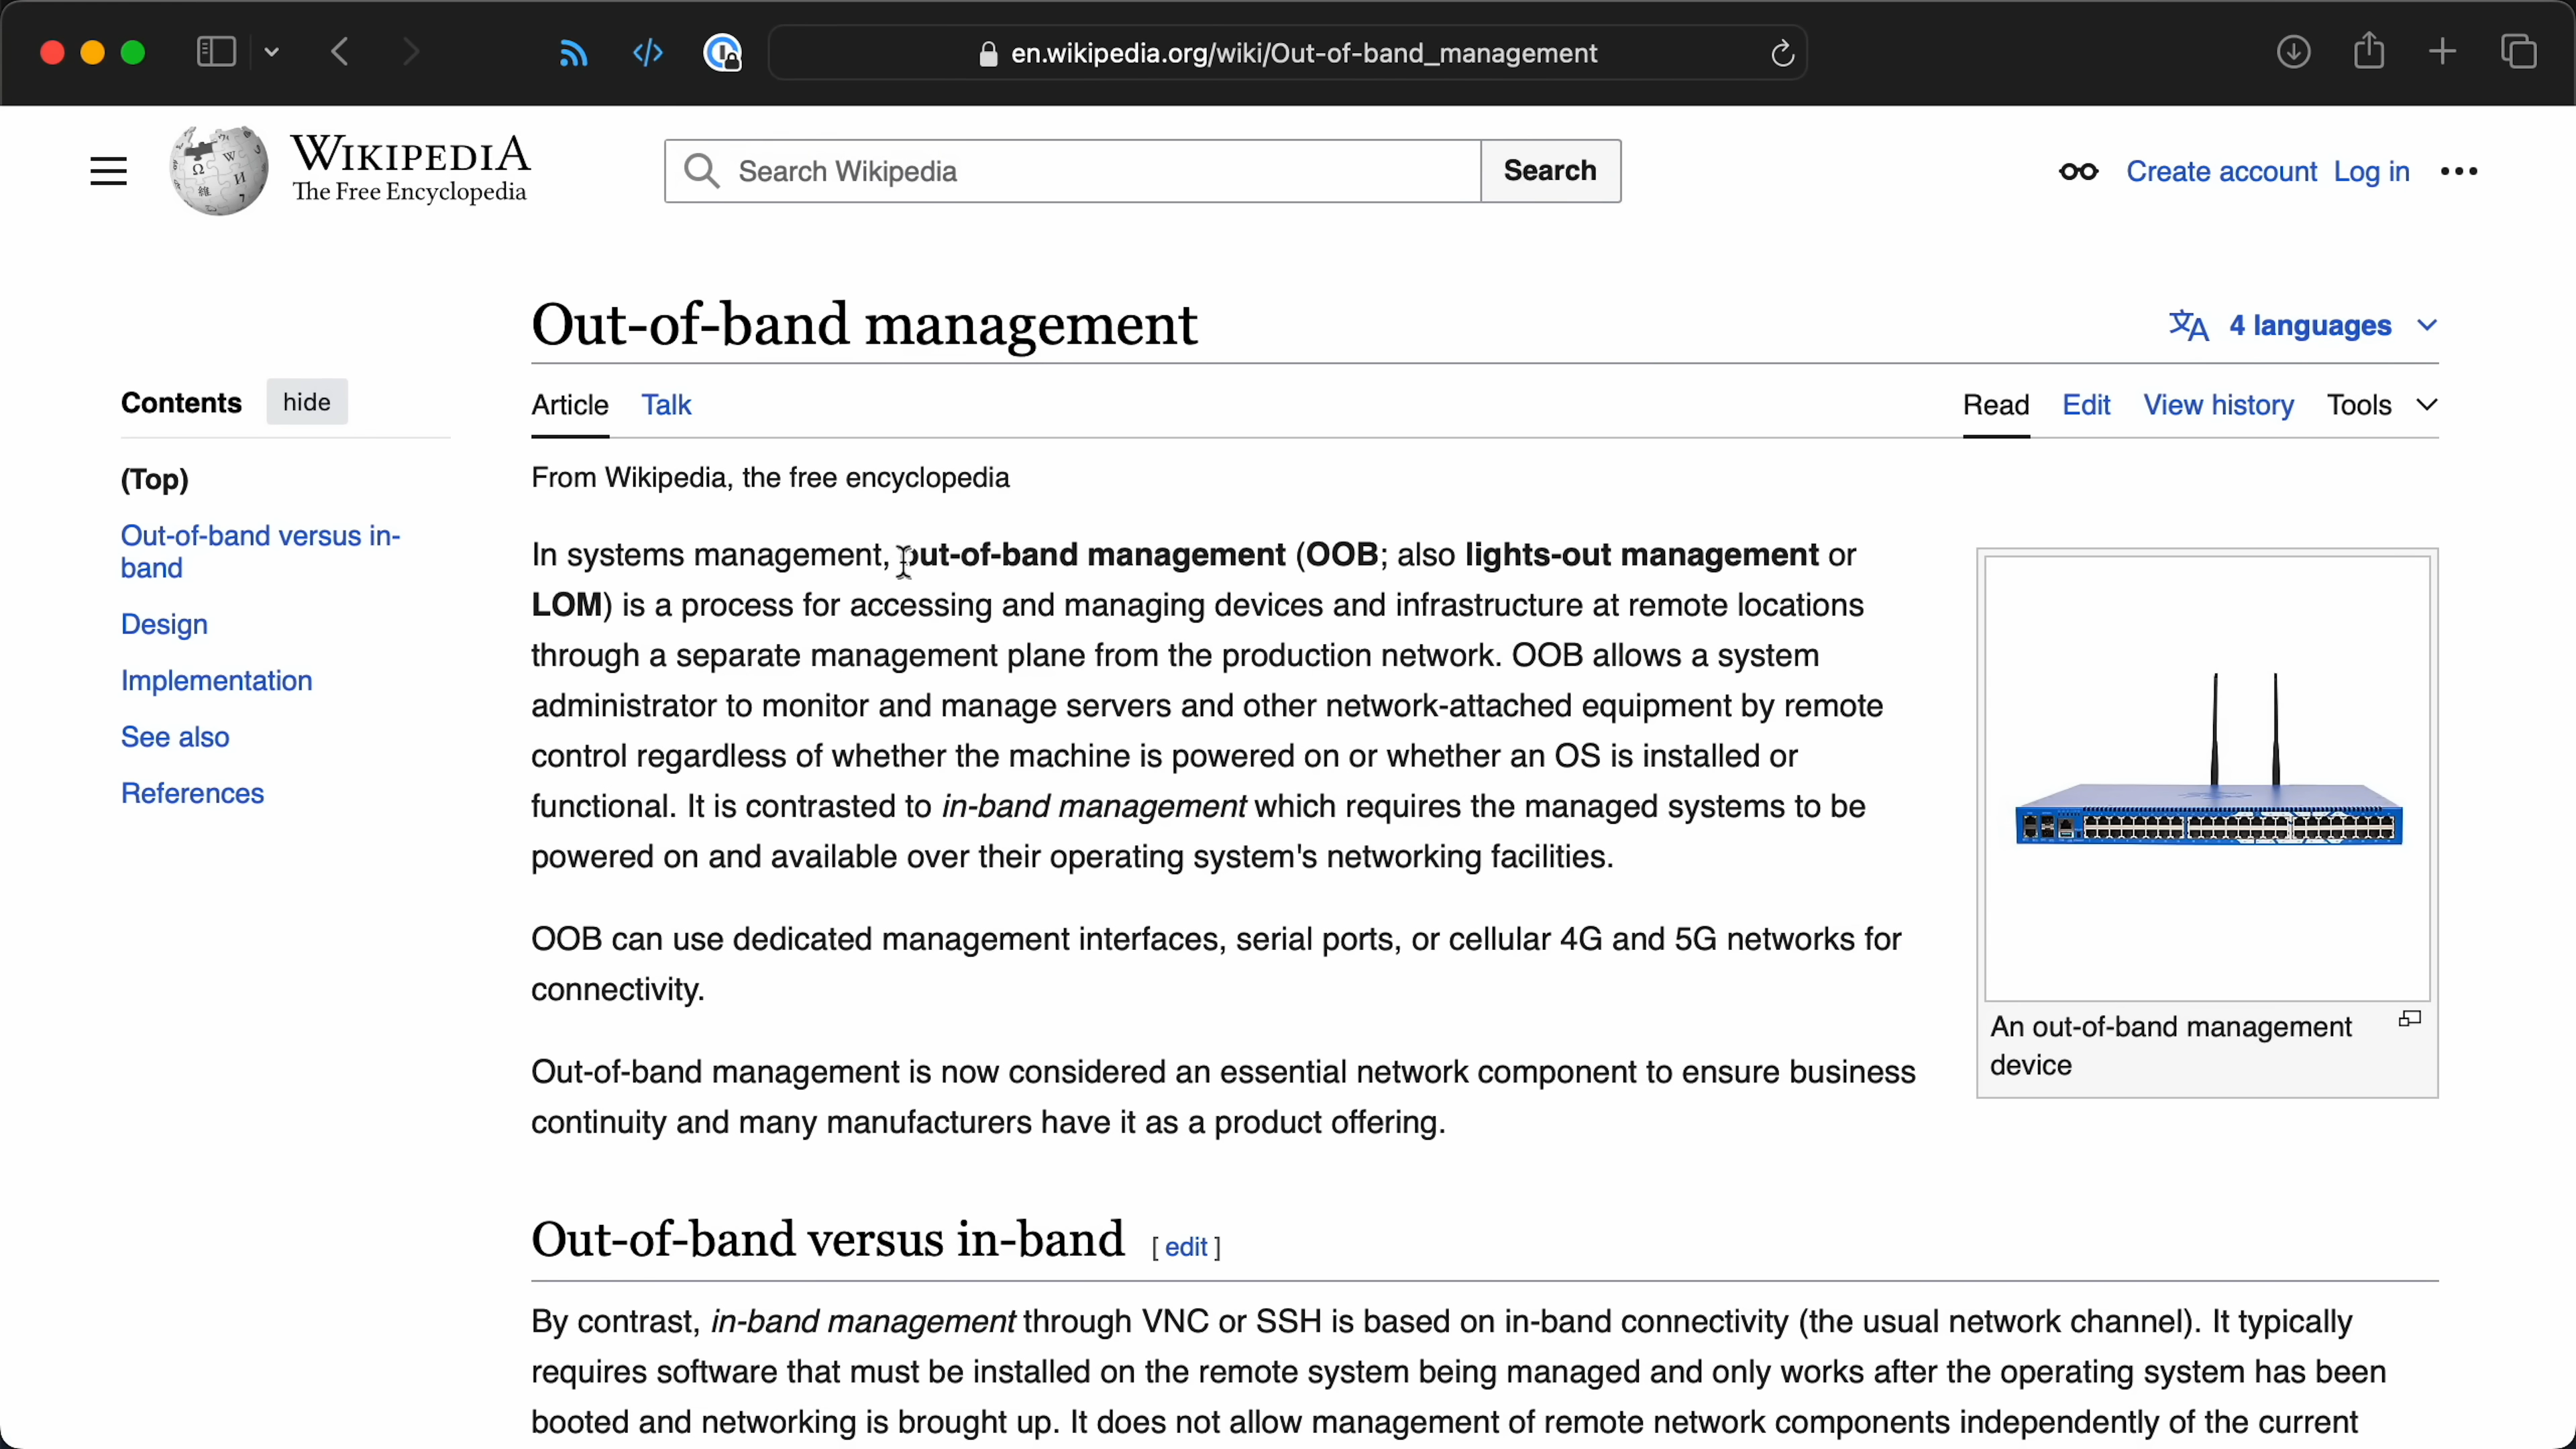 en.wikipedia.org/wiki/Out-of-band_management
WIKIPEDIA
The Free Encyclopedia
Search Wikipedia
Search
Create account
Log in
Out-of-band management
4 languages
Contents
hide
Article
Talk
Read
Edit
View history
Tools
(Top)
Out-of-band versus in-
band
Design
Implementation
See also
References
From Wikipedia, the free encyclopedia
In systems management, out-of-band management (OOB; also lights-out management or
LOM) is a process for accessing and managing devices and infrastructure at remote locations
through a separate management plane from the production network. OOB allows a system
administrator to monitor and manage servers and other network-attached equipment by remote
control regardless of whether the machine is powered on or whether an OS is installed or
functional. It is contrasted to in-band management which requires the managed systems to be
powered on and available over their operating system's networking facilities.
OOB can use dedicated management interfaces, serial ports, or cellular 4G and 5G networks for
connectivity.
Out-of-band management is now considered an essential network component to ensure business
continuity and many manufacturers have it as a product offering.
An out-of-band management
device
Out-of-band versus in-band [ edit ]
By contrast, in-band management through VNC or SSH is based on in-band connectivity (the usual network channel). It typically
requires software that must be installed on the remote system being managed and only works after the operating system has been
booted and networking is brought up. It does not allow management of remote network components independently of the current